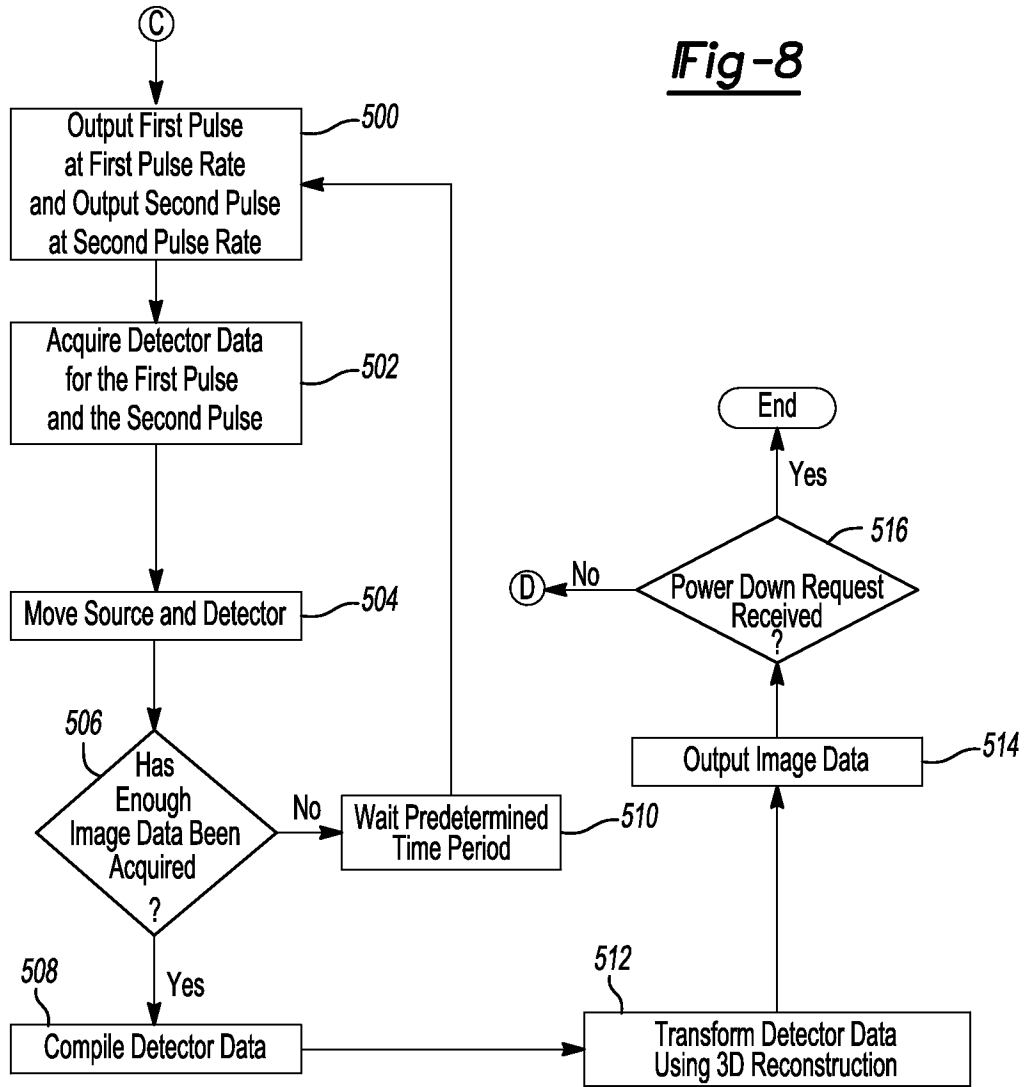 C
Fig-8
Output First Pulse
at First Pulse Rate
and Output Second Pulse
at Second Pulse Rate
500
Acquire Detector Data
for the First Pulse
and the Second Pulse
502
Move Source and Detector
504
506
Has
Enough
Image Data Been
Acquired
?
No
Wait Predetermined
Time Period
510
Yes
508
Compile Detector Data
512
Transform Detector Data
Using 3D Reconstruction
Output Image Data
514
Power Down Request
Received
?
516
No
D
Yes
End